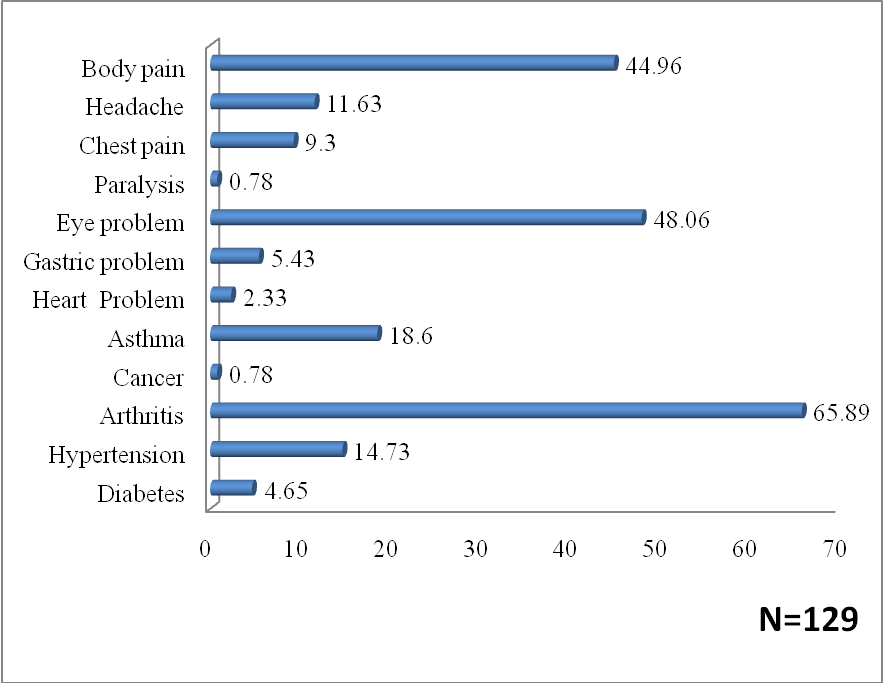 Body pain 44.96
Headache 11.63
Chest pain 9.3
Paralysis 0.78
Eye problem 48.06
Gastric problem 5.43
Heart Problem 2.33
Asthma 18.6
Cancer 0.78
Arthritis 65.89
Hypertension 14.73
Diabetes 4.65
0 10 20 30 40 50 60 70
N=129